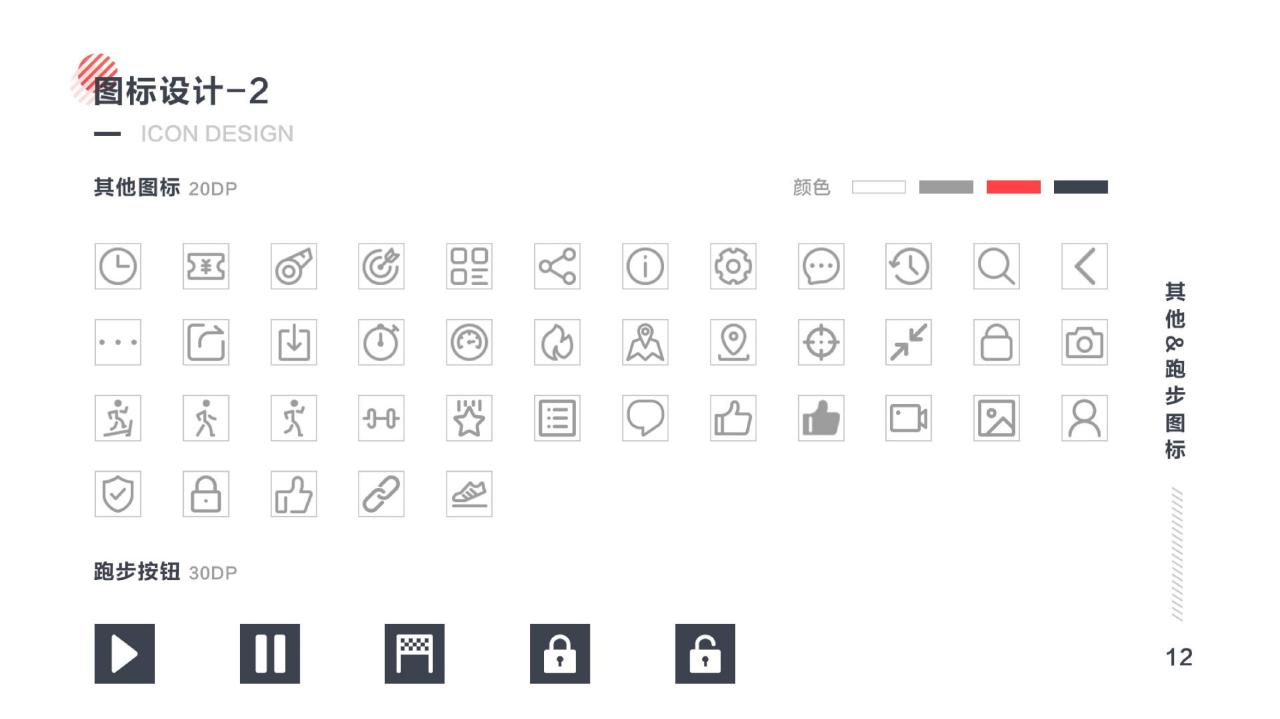 图标设计-2
ICON DESIGN
其他图标 20DP
颜色
其他&跑步图标
跑步按钮 30DP
12